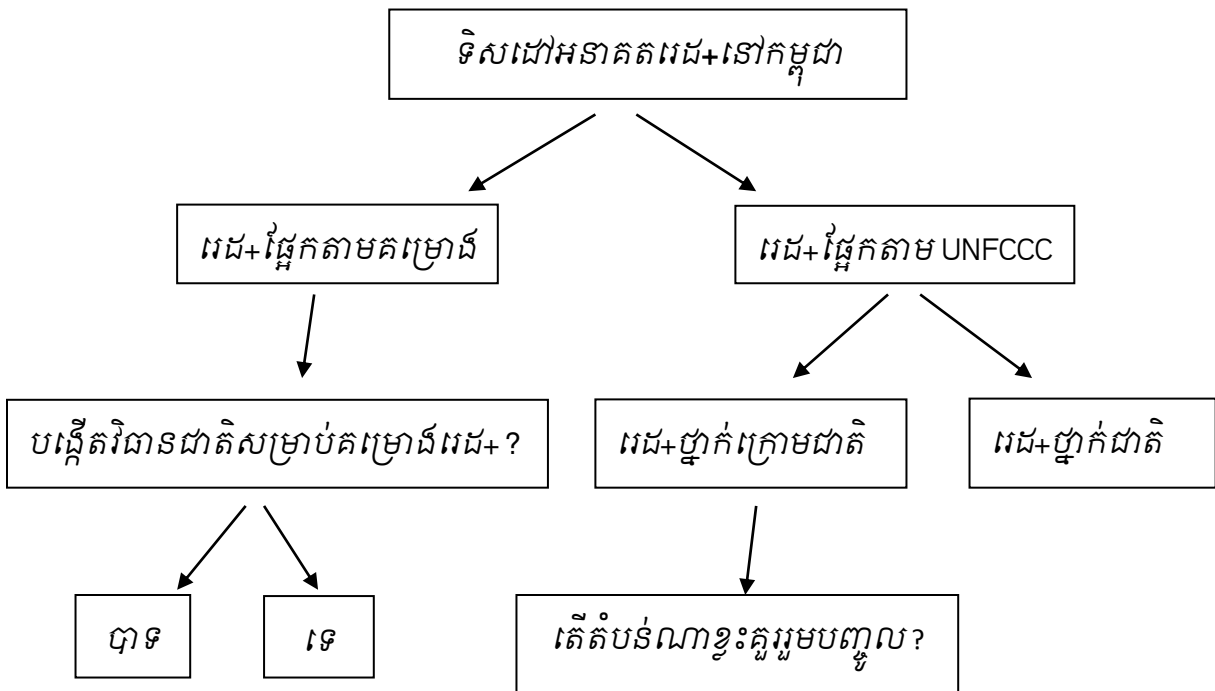 ទិសដៅអនាគតរេដ+នៅកម្ពុជា
រេដ+ផ្អែកតាមគម្រោង
រេដ+ផ្អែកតាម UNFCCC
បង្កើតវិធានជាតិសម្រាប់គម្រោងរេដ+ ?
រេដ+ថ្នាក់ក្រោមជាតិ
រេដ+ថ្នាក់ជាតិ
បាទ
ទេ
តើតំបន់ណាខ្លះគួររួមបញ្ចូល ?